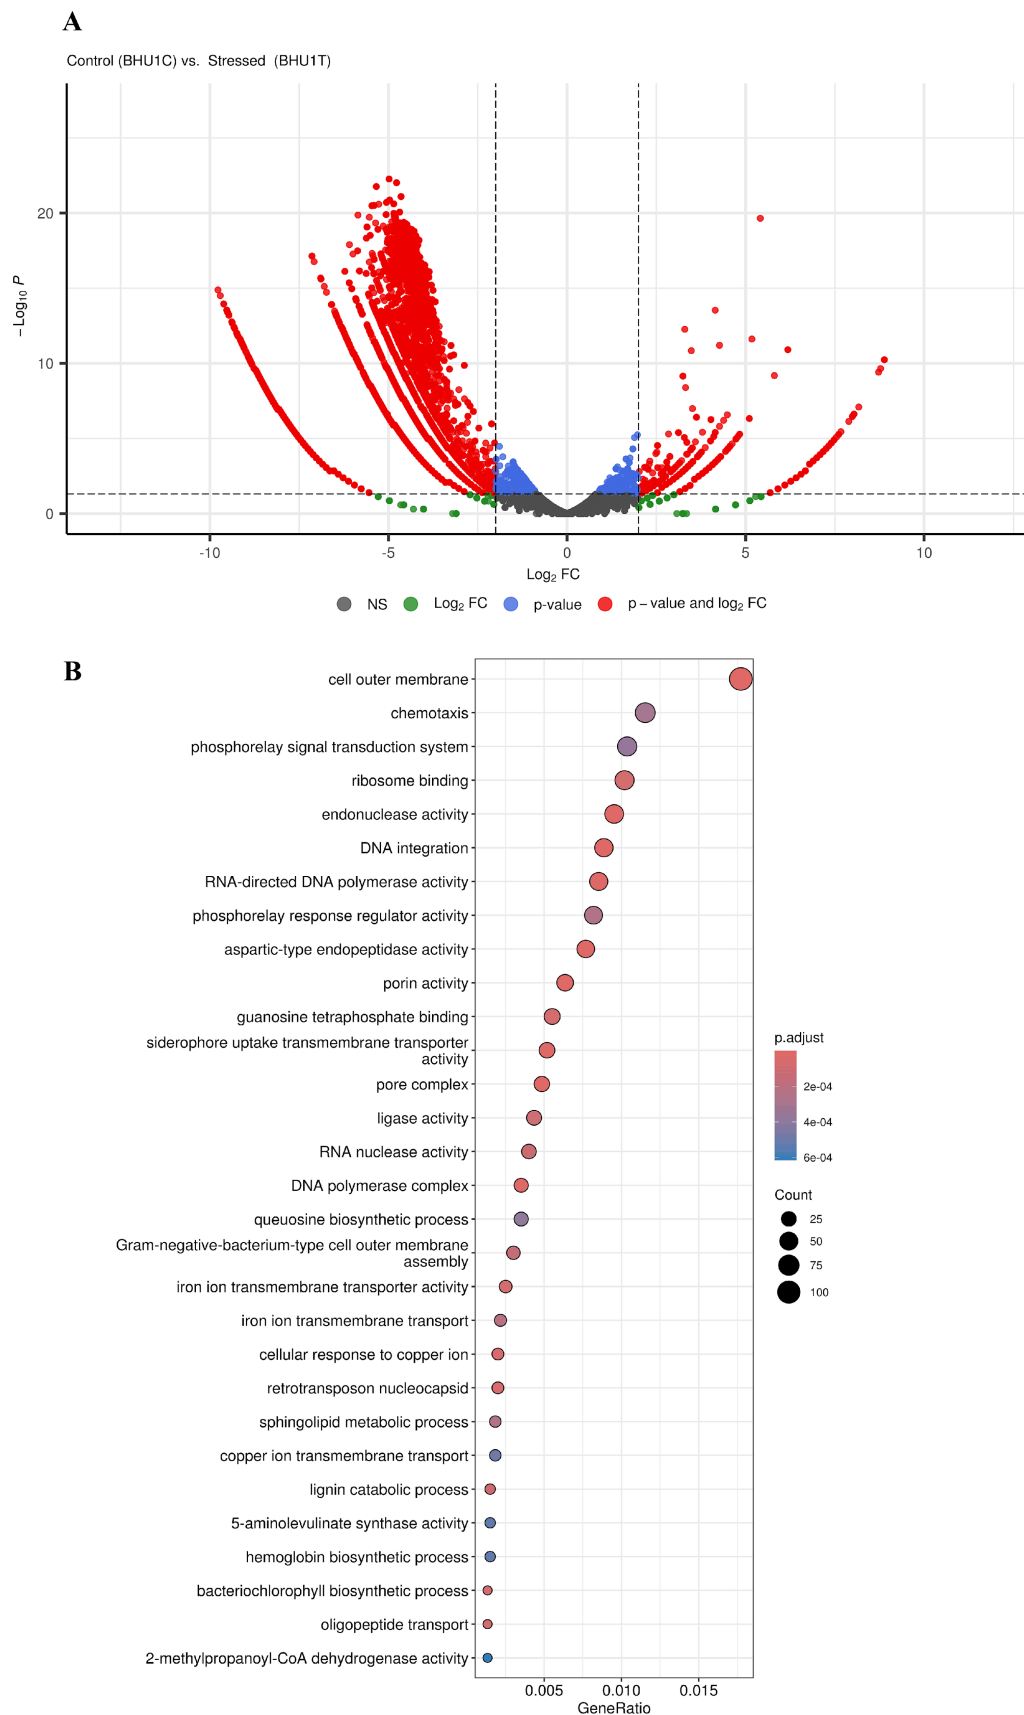 A
Control (BHU1C) vs. Stressed (BHU1T)
– Log10 P
20
10
0
-10
-5
0
5
10
Log2 FC
NS
Log2 FC
p-value
p – value and log2 FC
B
cell outer membrane
chemotaxis
phosphorelay signal transduction system
ribosome binding
endonuclease activity
DNA integration
RNA-directed DNA polymerase activity
phosphorelay response regulator activity
aspartic-type endopeptidase activity
porin activity
guanosine tetraphosphate binding
siderophore uptake transmembrane transporter
activity
pore complex
ligase activity
RNA nuclease activity
DNA polymerase complex
queuosine biosynthetic process
Gram-negative-bacterium-type cell outer membrane
assembly
iron ion transmembrane transporter activity
iron ion transmembrane transport
cellular response to copper ion
retrotransposon nucleocapsid
sphingolipid metabolic process
copper ion transmembrane transport
lignin catabolic process
5-aminolevulinate synthase activity
hemoglobin biosynthetic process
bacteriochlorophyll biosynthetic process
oligopeptide transport
2-methylpropanoyl-CoA dehydrogenase activity
0.005
0.010
0.015
GeneRatio
p.adjust
2e-04
4e-04
6e-04
Count
25
50
75
100